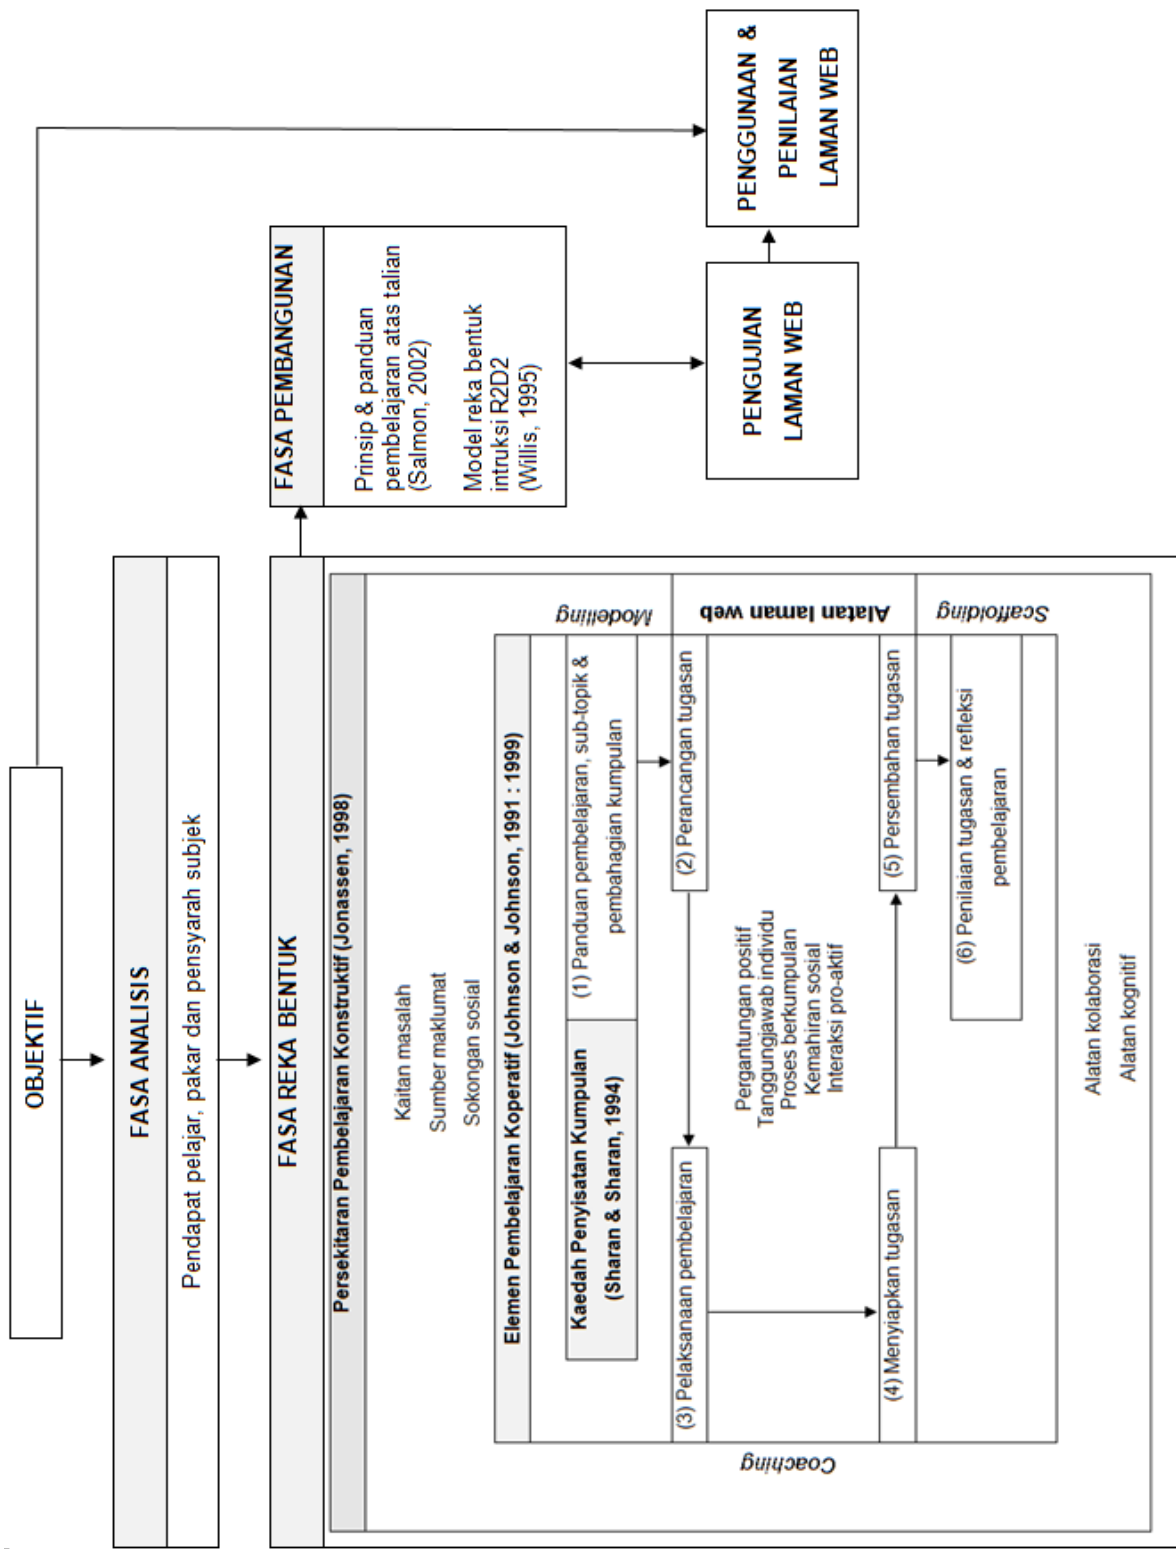 OBJEKTIF
FASA ANALISIS
Pendapat pelajar, pakar dan pensyarah subjek
FASA REKA BENTUK
Persekitaran Pembelajaran Konstruktif (Jonassen, 1998)
Kaitan masalah
Sumber maklumat
Sokongan sosial
Elemen Pembelajaran Koperatif (Johnson & Johnson, 1991 : 1999)
Kaedah Penyisatan Kumpulan
(Sharan & Sharan, 1994)
(1) Panduan pembelajaran, sub-topik &
pembahagian kumpulan
Modelling
(2) Perancangan tugasan
(3) Pelaksanaan pembelajaran
Alatan laman web
Coaching
Pergantungan positif
Tanggungjawab individu
Proses berkumpulan
Kemahiran sosial
Interaksi pro-aktif
(4) Menyiapkan tugasan
(5) Persembahan tugasan
Scaffolding
(6) Penilaian tugasan & refleksi
pembelajaran
Alatan kolaborasi
Alatan kognitif
FASA PEMBANGUNAN
Prinsip & panduan
pembelajaran atas talian
(Salmon, 2002)
Model reka bentuk
intruksi R2D2
(Willis, 1995)
PENGUJIAN
LAMAN WEB
PENGGUNAAN &
PENILAIAN
LAMAN WEB